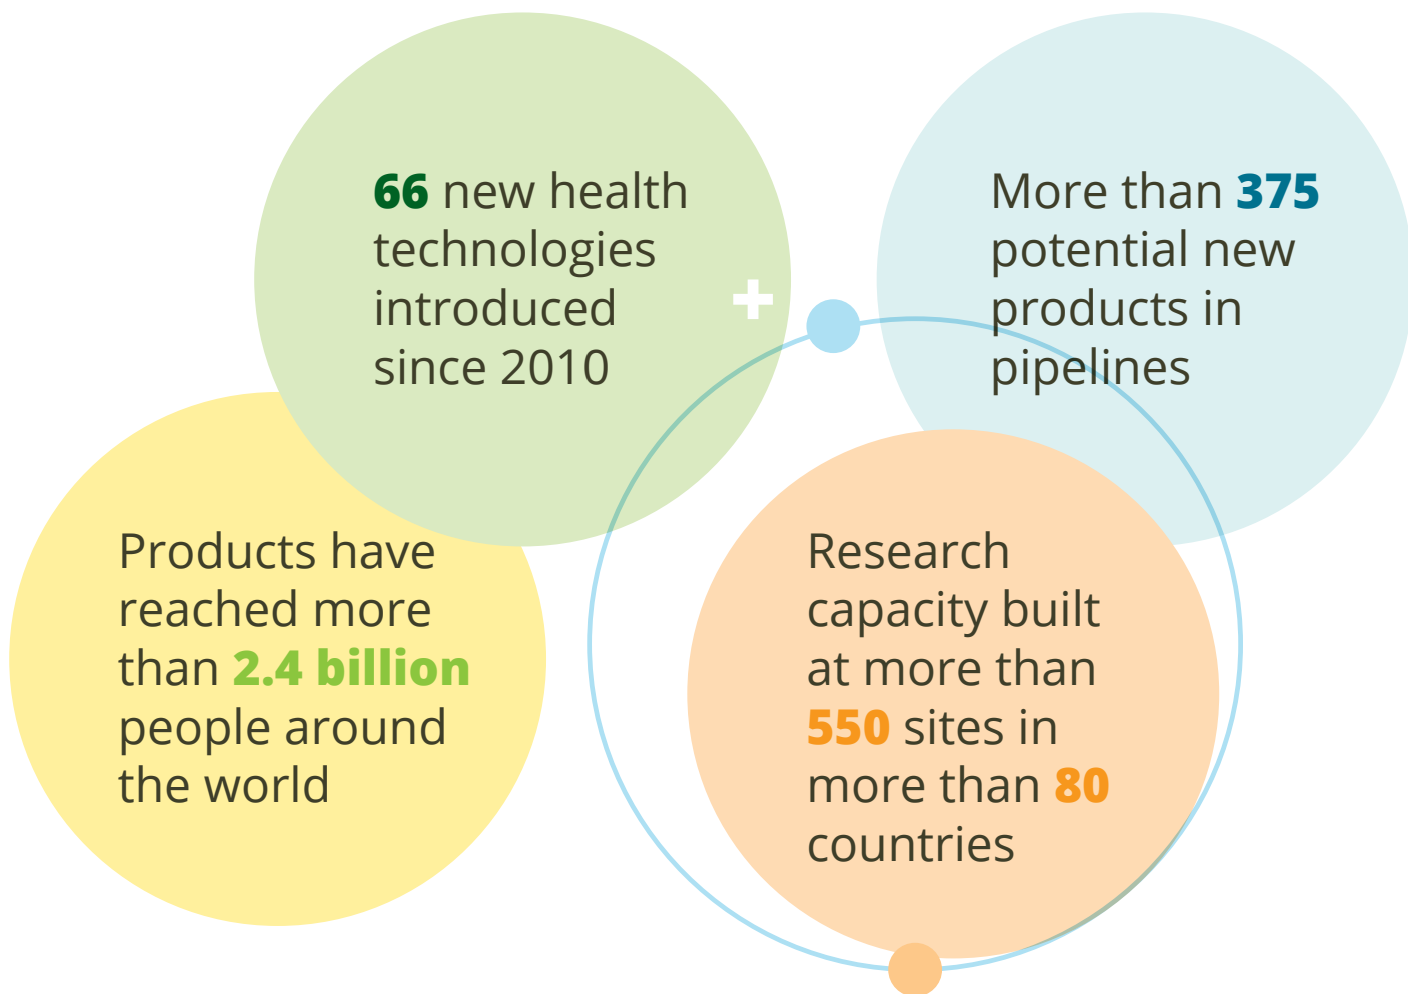 66 new health
technologies
introduced
since 2010
More than 375
potential new
products in
pipelines
Products have
reached more
than 2.4 billion
people around
the world
Research
capacity built
at more than
550 sites in
more than 80
countries